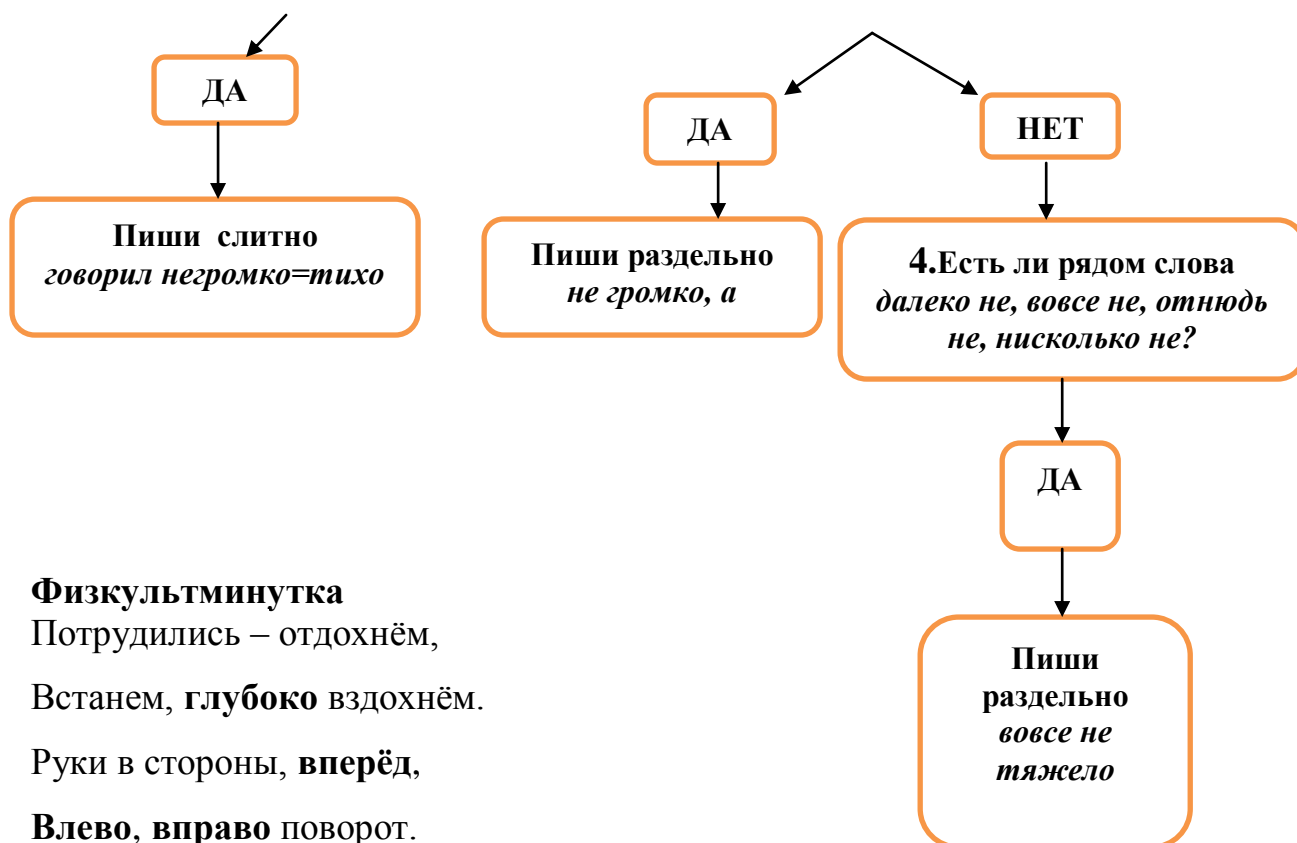 ДА
ДА
НЕТ
Пиши слитно
говорил негромко=тихо
Пиши раздельно
не громко, а
4.Есть ли рядом слова
далеко не, вовсе не, отнюдь
не, нисколько не?
ДА
Пиши
раздельно
вовсе не
тяжело
Физкультминутка
Потрудились – отдохнём,
Встанем, глубоко вздохнём.
Руки в стороны, вперёд,
Влево, вправо поворот.